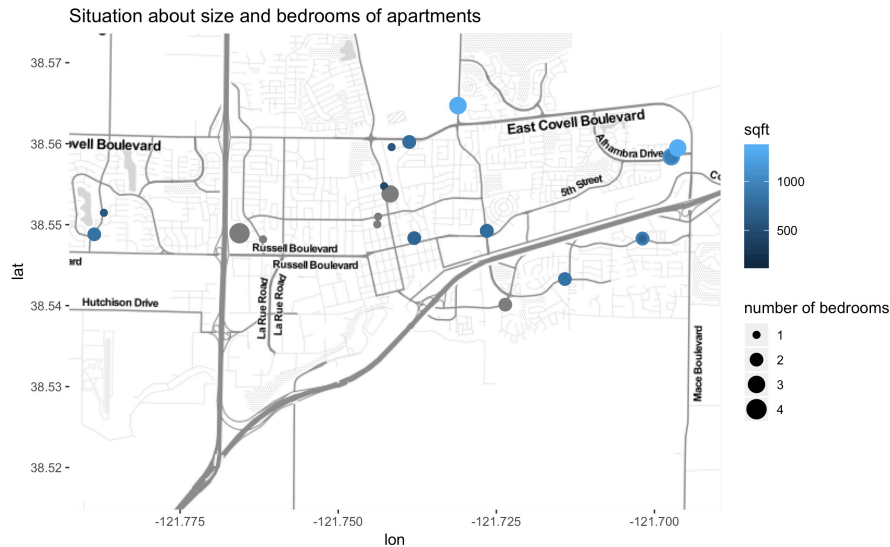 Situation about size and bedrooms of apartments
38.57
38.56
38.55
38.54
38.53
38.52
lat
East Covell Boulevard
vell Boulevard
Alhambra Drive
5th Street
Co
Russell Boulevard
Russell Boulevard
ard
La Rue Road
La Rue Road
Hutchison Drive
Mace Boulevard
-121.775
-121.750
-121.725
-121.700
lon
sqft
1000
500
number of bedrooms
1
2
3
4